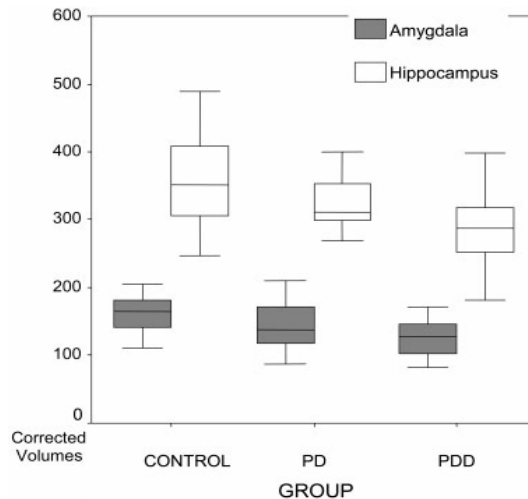 600
Amygdala
500
Hippocampus
400
300
200
100
0
Corrected
Volumes
CONTROL PD PDD
GROUP